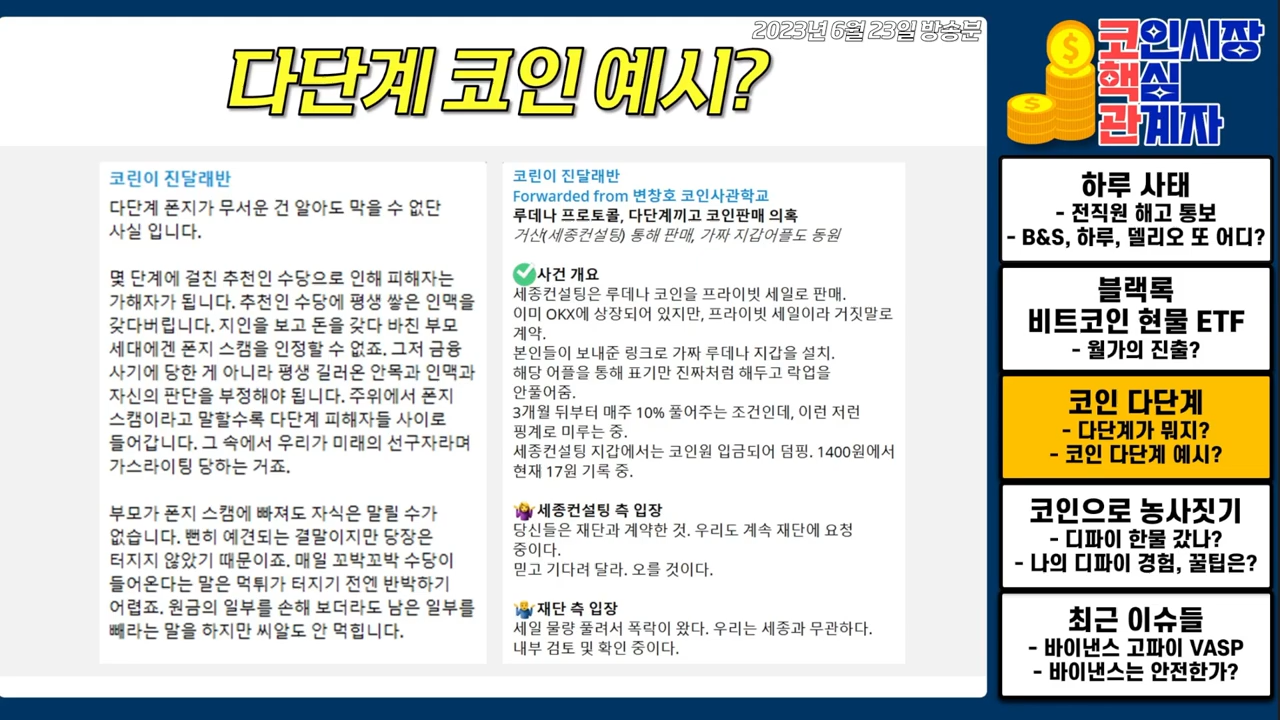 2023년 6월 23일 방송분
다단계 코인 예시?
코린이 진달래반
다단계 폰지가 무서운 건 알아도 막을 수 없단
사실 입니다.
몇 단계에 걸친 추천인 수당으로 인해 피해자는
가해자가 됩니다. 추천인 수당에 평생 쌓은 인맥을
갖다버립니다. 지인을 보고 돈을 갖다 바친 부모
세대에겐 폰지 스캠을 인정할 수 없죠. 그저 금융
사기에 당한 게 아니라 평생 길러온 안목과 인맥과
자신의 판단을 부정해야 됩니다. 주위에서 폰지
스캠이라고 말할수록 다단계 피해자들 사이로
들어갑니다. 그 속에서 우리가 미래의 선구자라며
가스라이팅 당하는 거죠.
부모가 폰지 스캠에 빠져도 자식은 말릴 수가
없습니다. 뻔히 예견되는 결말이지만 당장은
터지지 않았기 때문이죠. 매일 꼬박꼬박 수당이
들어온다는 말은 먹튀가 터지기 전엔 반박하기
어렵죠. 원금의 일부를 손해 보더라도 남은 일부를
빼라는 말을 하지만 씨알도 안 먹힙니다.
코린이 진달래반
Forwarded from 변창호 코인사관학교
루데나 프로토콜, 다단계끼고 코인판매 의혹
거산(세종컨설팅) 통해 판매, 가짜 지갑어플도 동원
사건 개요
세종컨설팅은 루데나 코인을 프라이빗 세일로 판매.
이미 OKX에 상장되어 있지만, 프라이빗 세일이라 거짓말로
계약.
본인들이 보내준 링크로 가짜 루데나 지갑을 설치.
해당 어플을 통해 표기만 진짜처럼 해두고 락업을
안풀어줌.
3개월 뒤부터 매주 10% 풀어주는 조건인데, 이런 저런
핑계로 미루는 중.
세종컨설팅 지갑에서는 코인원 입금되어 덤핑. 1400원에서
현재 17원 기록 중.
세종컨설팅 측 입장
당신들은 재단과 계약한 것. 우리도 계속 재단에 요청
중이다.
믿고 기다려 달라. 오를 것이다.
재단 측 입장
세일 물량 풀려서 폭락이 왔다. 우리는 세종과 무관하다.
내부 검토 및 확인 중이다.
코인시장
핵심
관계자
하루 사태
- 전직원 해고 통보
- B&S, 하루, 델리오 또 어디?
블랙록
비트코인 현물 ETF
- 월가의 진출?
코인 다단계
- 다단계가 뭐지?
- 코인 다단계 예시?
코인으로 농사짓기
- 디파이 한물 갔나?
- 나의 디파이 경험, 꿀팁은?
최근 이슈들
- 바이낸스 고파이 VASP
- 바이낸스는 안전한가?